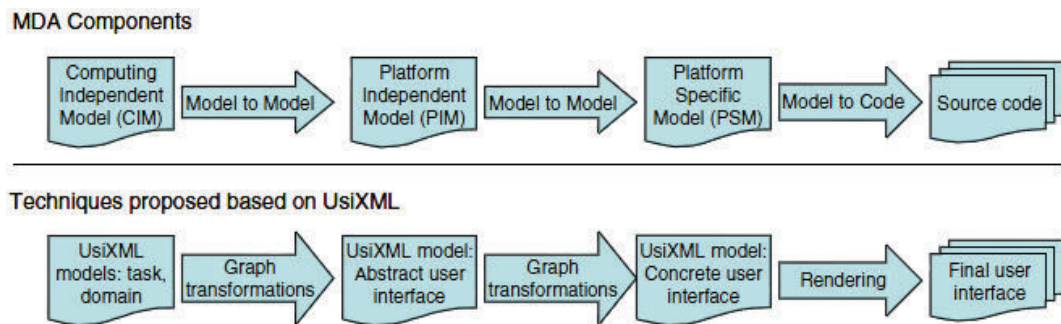 MDA Components
Computing
Independent
Model (CIM)
Model to Model
Platform
Independent
Model (PIM)
Model to Model
Platform
Specific
Model (PSM)
Model to Code
Source code
Techniques proposed based on UsiXML
UsiXML
models: task,
domain
Graph
transformations
UsiXML model:
Abstract user
interface
Graph
transformations
UsiXML model:
Concrete user
interface
Rendering
Final user
interface